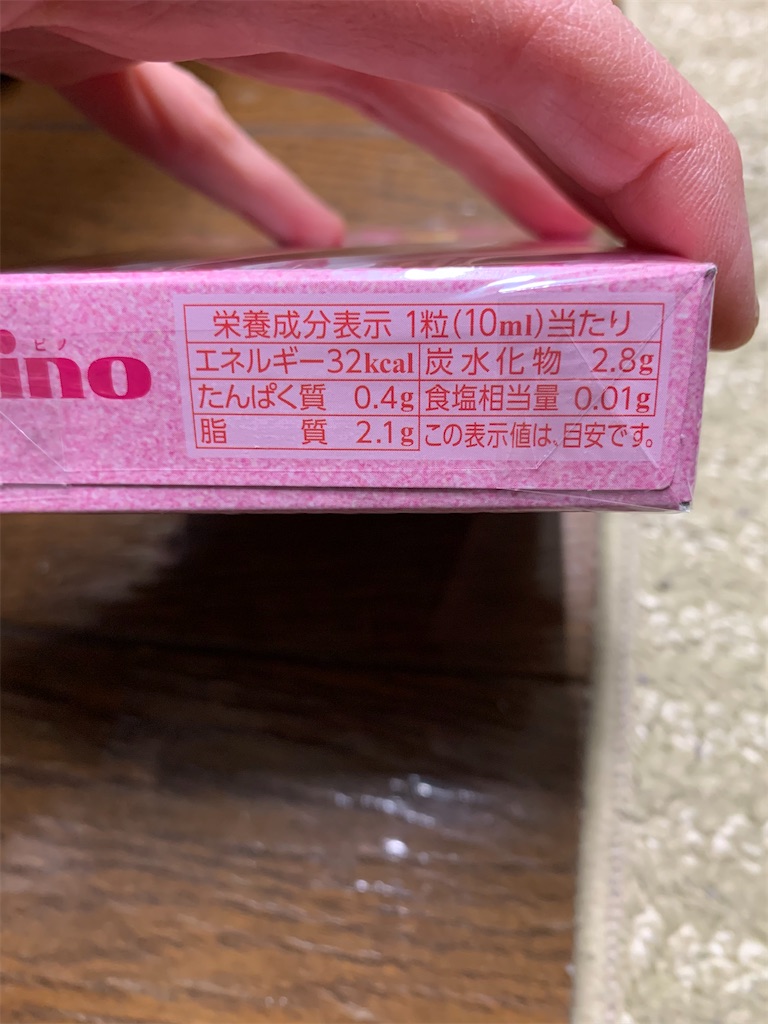 ピノ
ino
栄養成分表示 1粒(10ml)当たり
エネルギー32kcal 炭水化物 2.8g
たんぱく質 0.4g 食塩相当量 0.01g
脂質 2.1g この表示値は、目安です。